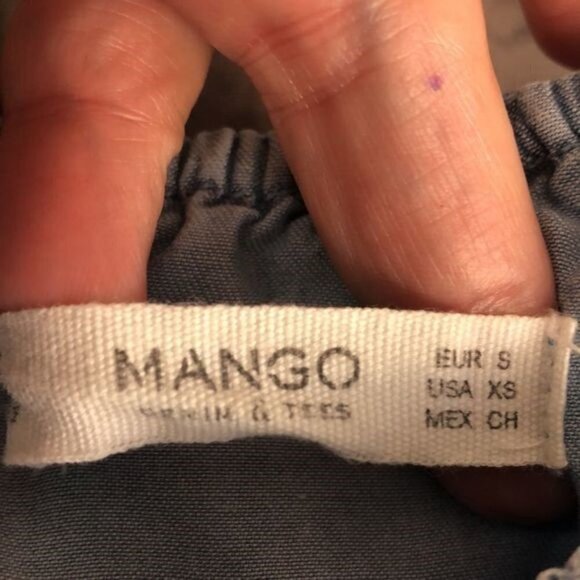 MANGO
DENIM & TEES
EUR S
USA XS
MEX CH